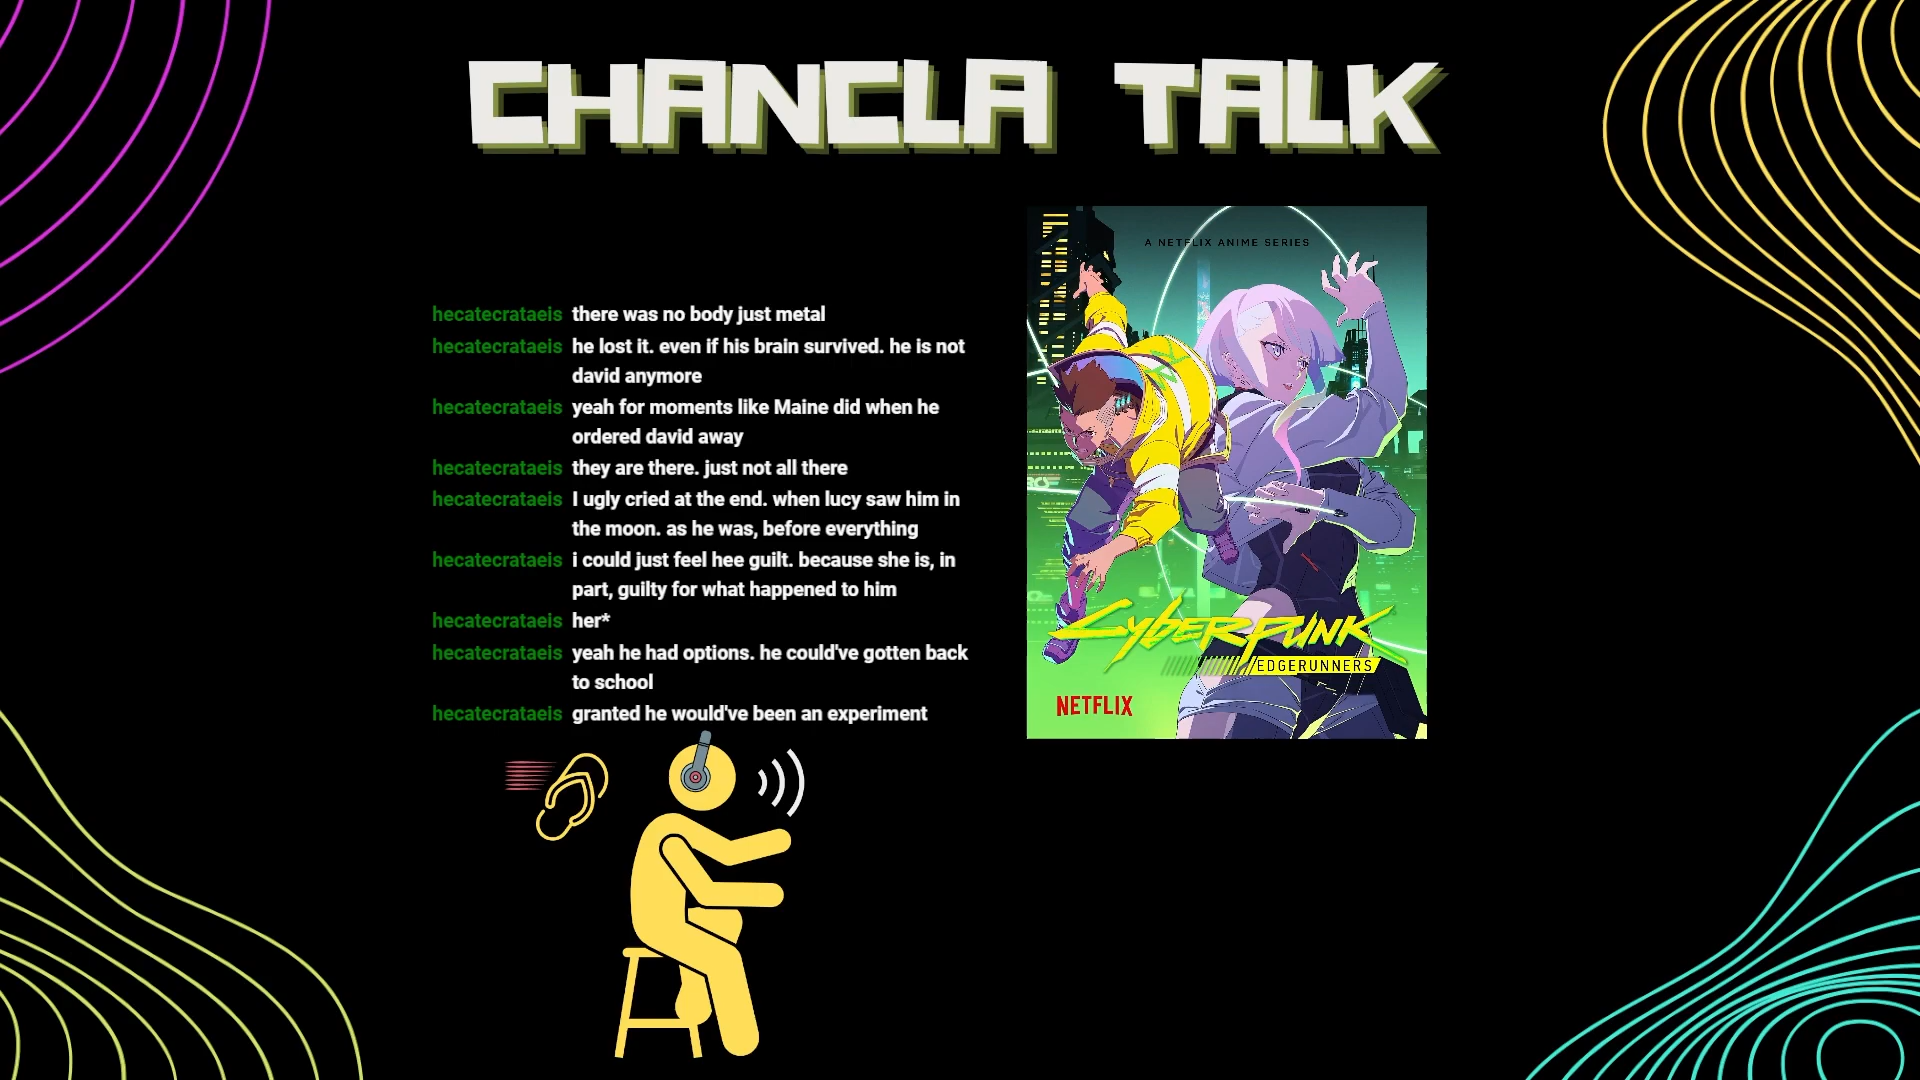 CHANCLA TALK
A NETFLIX ANIME SERIES
hecatecrataeis there was no body just metal
hecatecrataeis he lost it. even if his brain survived. he is not
david anymore
hecatecrataeis yeah for moments like Maine did when he
ordered david away
hecatecrataeis they are there. just not all there
hecatecrataeis I ugly cried at the end. when lucy saw him in
the moon. as he was, before everything
hecatecrataeis i could just feel hee guilt. because she is, in
part, guilty for what happened to him
hecatecrataeis her*
hecatecrataeis yeah he had options. he could've gotten back
to school
hecatecrataeis granted he would've been an experiment
CYBERPUNK
EDGERUNNERS
NETFLIX